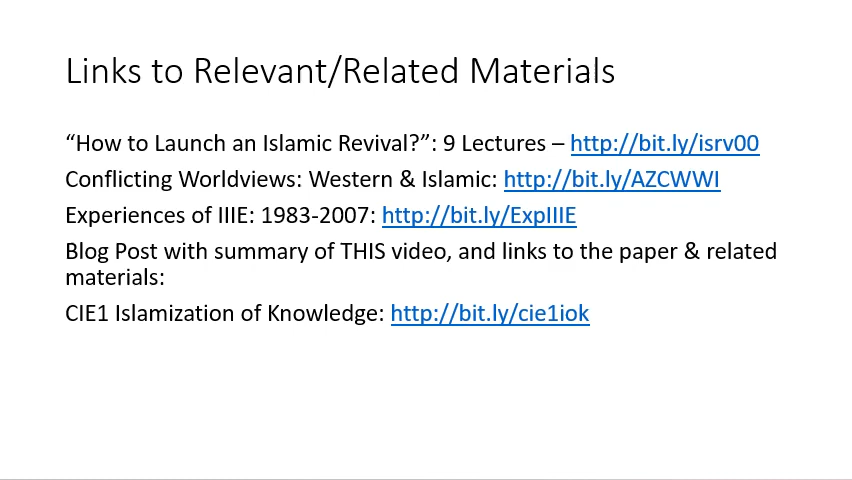 Links to Relevant/Related Materials
“How to Launch an Islamic Revival?”: 9 Lectures – http://bit.ly/isrv00
Conflicting Worldviews: Western & Islamic: http://bit.ly/AZCWWI
Experiences of IIIE: 1983-2007: http://bit.ly/ExpIIIE
Blog Post with summary of THIS video, and links to the paper & related
materials:
CIE1 Islamization of Knowledge: http://bit.ly/cie1iok